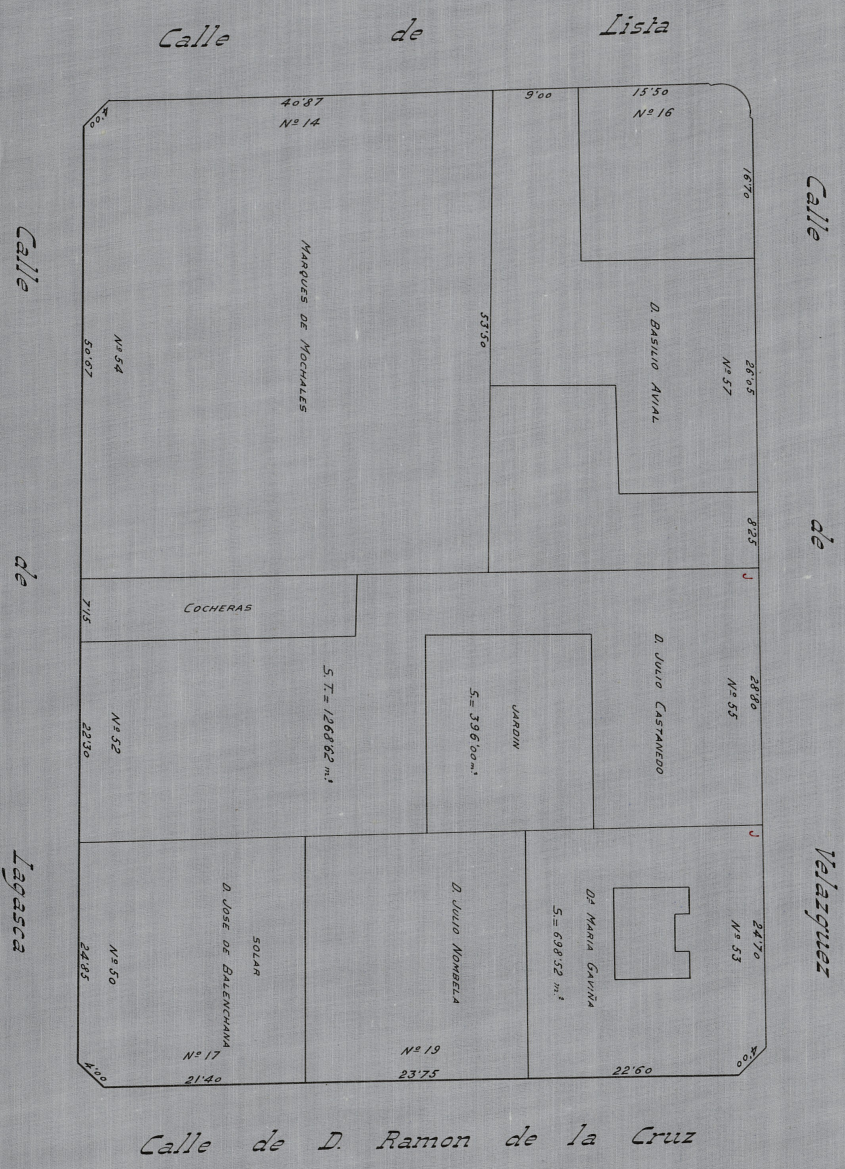 Calle de Lista
40'87
9'00
15'50
Nº 14
Nº 16
4'00
16'70
Calle de Velazquez
Calle de Lagasca
MARQUES DE MOCHALES
53'50
D. BASILIO AVIAL
26'05
Nº 57
Nº 54
50'67
8'25
J
COCHERAS
7'15
D. JULIO CASTANEDO
28'80
Nº 55
S.T. = 1268'62 m.²
JARDIN
S. = 396'00 m.²
Nº 52
22'30
J
D. JOSE DE BALENCHANA
SOLAR
D. JULIO NOMBELA
Dª MARIA GAVIÑA
S. = 698'52 m.²
24'70
Nº 53
Nº 50
24'85
Nº 17
Nº 19
4'00
21'40
23'75
22'60
4'00
Calle de D. Ramon de la Cruz